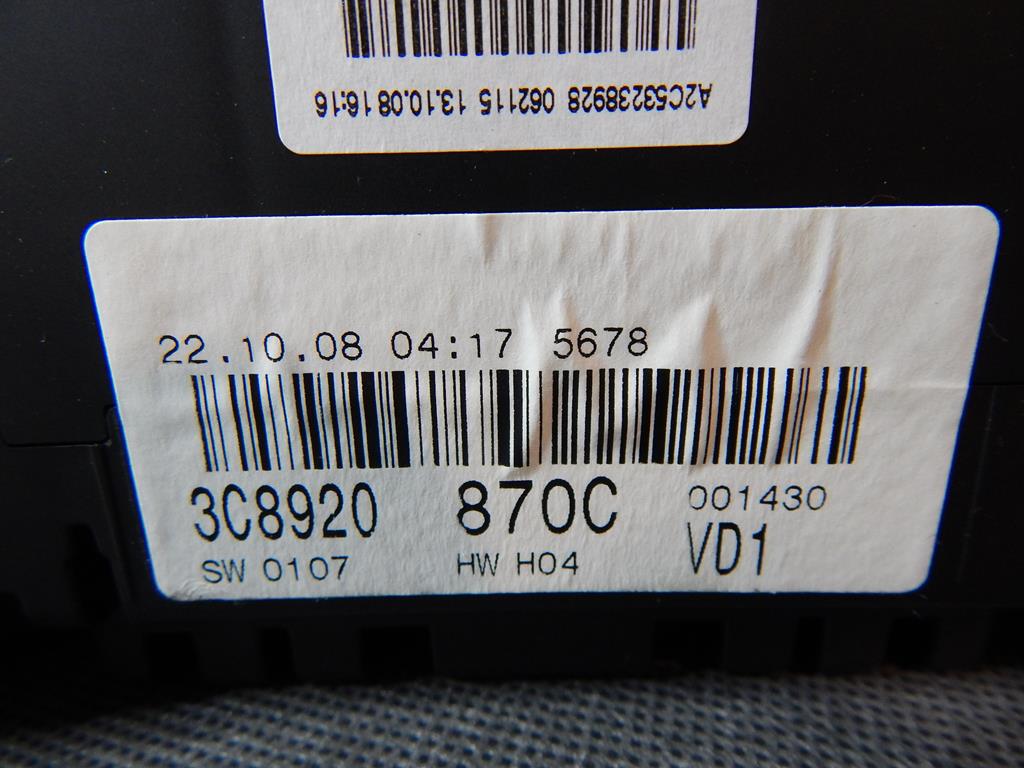 A2C53238928 062115 13.10.08 16:16
22.10.08 04:17 5678
3C8920 870C 001430
SW 0107 HW H04 VD1